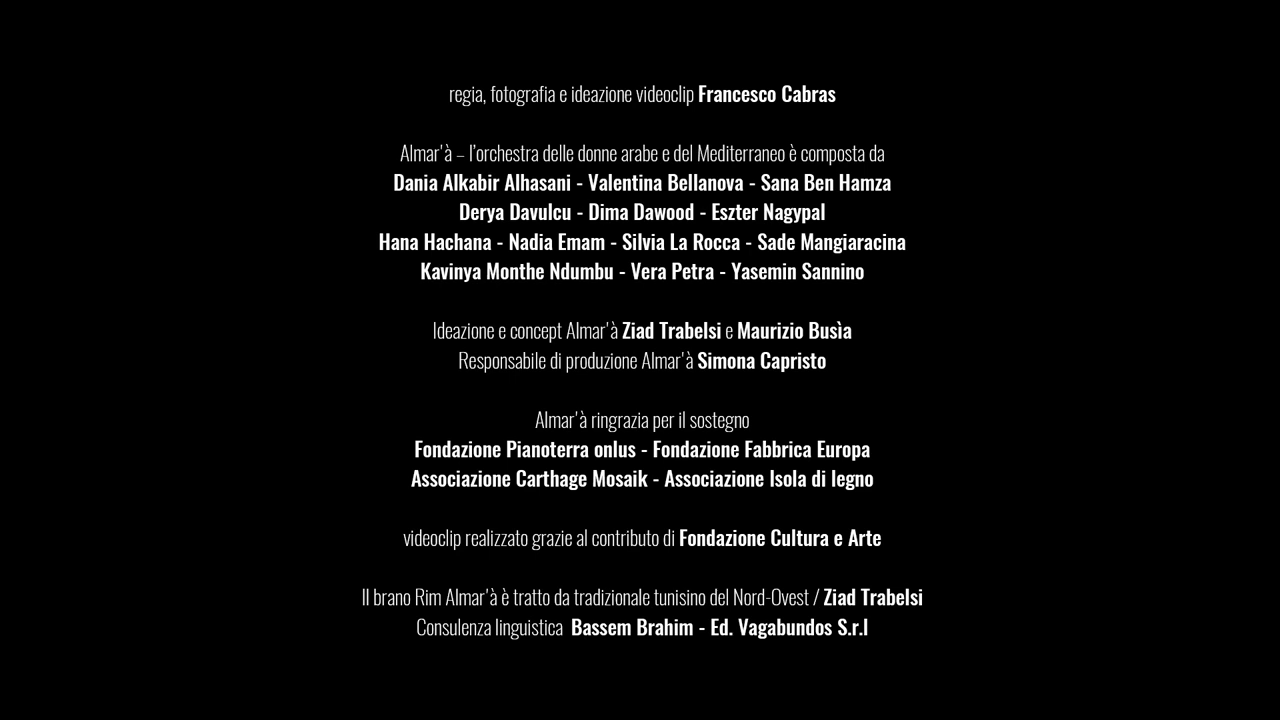 regia, fotografia e ideazione videoclip Francesco Cabras
Almar'à – l'orchestra delle donne arabe e del Mediterraneo è composta da
Dania Alkabir Alhasani - Valentina Bellanova - Sana Ben Hamza
Derya Davulcu - Dima Dawood - Eszter Nagypal
Hana Hachana - Nadia Emam - Silvia La Rocca - Sade Mangiaracina
Kavinya Monthe Ndumbu - Vera Petra - Yasemin Sannino
Ideazione e concept Almar'à Ziad Trabelsi e Maurizio Busìa
Responsabile di produzione Almar'à Simona Capristo
Almar'à ringrazia per il sostegno
Fondazione Pianoterra onlus - Fondazione Fabbrica Europa
Associazione Carthage Mosaik - Associazione Isola di legno
videoclip realizzato grazie al contributo di Fondazione Cultura e Arte
Il brano Rim Almar'à è tratto da tradizionale tunisino del Nord-Ovest / Ziad Trabelsi
Consulenza linguistica Bassem Brahim - Ed. Vagabundos S.r.l